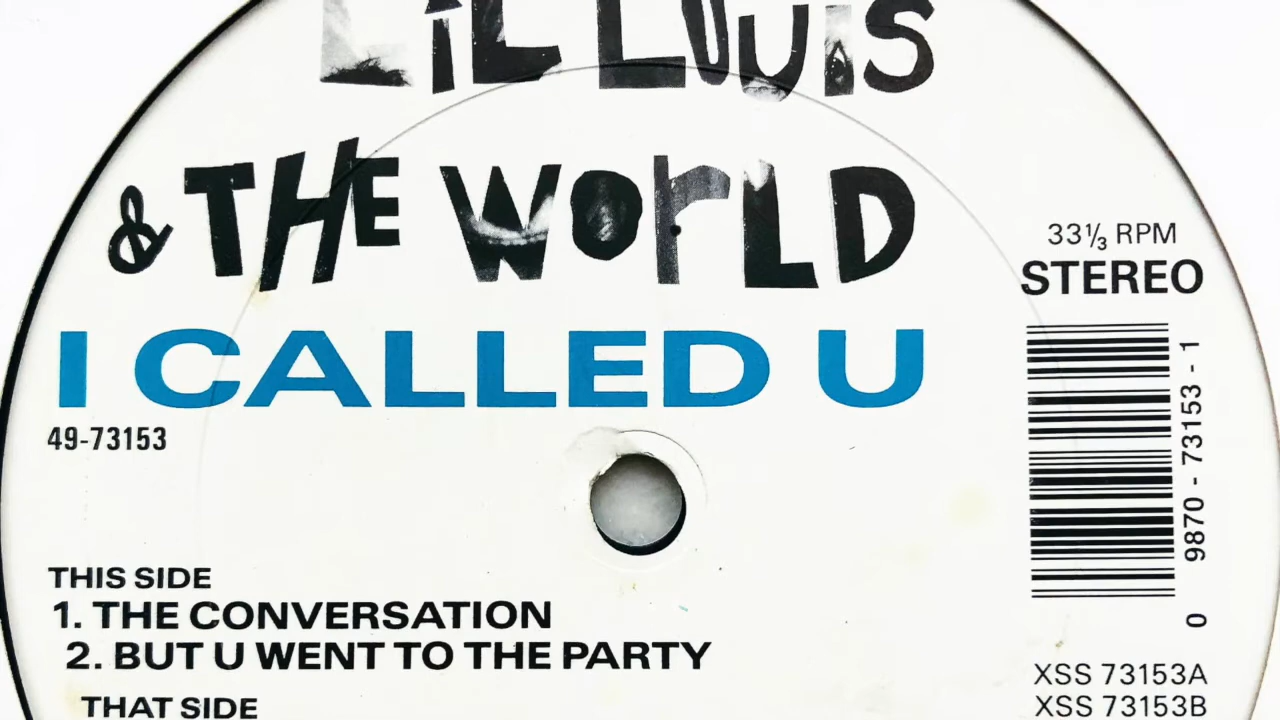 LiL LOUiS
& THE WOrLD
33⅓ RPM
STEREO
I CALLED U
49-73153
0 9870 - 73153 - 1
THIS SIDE
1. THE CONVERSATION
2. BUT U WENT TO THE PARTY
THAT SIDE
XSS 73153A
XSS 73153B